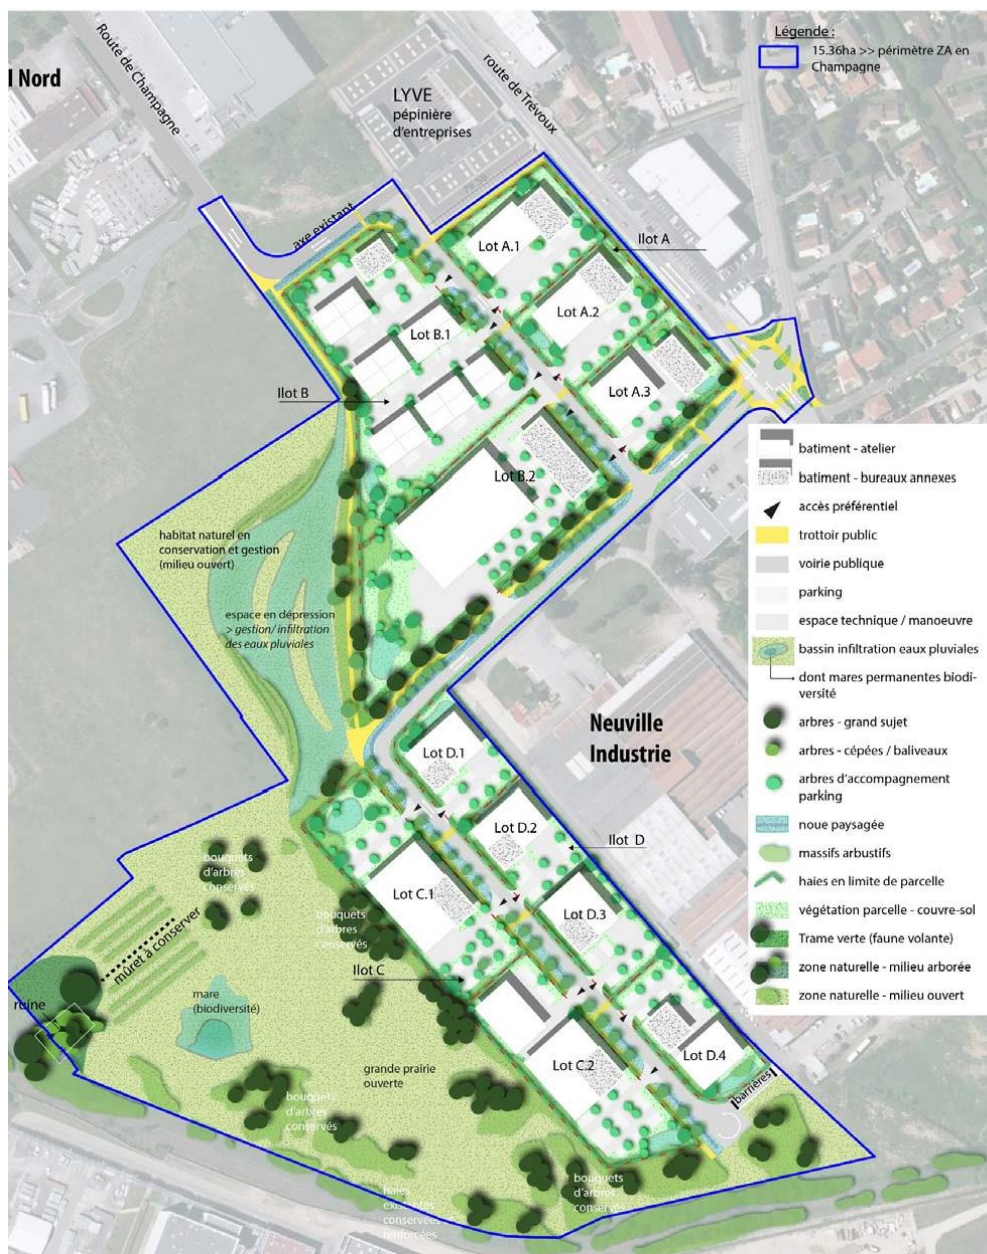 Légende :
15.36ha >> périmètre ZA en
Champagne
l Nord
Route de Champagne
LYVE
pépinière
d'entreprises
route de Trévoux
axe existant
Lot A.1
Ilot A
Lot A.2
Lot B.1
Lot A.3
Ilot B
Lot B.2
habitat naturel en
conservation et gestion
(milieu ouvert)
espace en dépression
> gestion/ infiltration
des eaux pluviales
batiment - atelier
batiment - bureaux annexes
accès préférentiel
trottoir public
voirie publique
parking
espace technique / manoeuvre
bassin infiltration eaux pluviales
dont mares permanentes biodi-
versité
arbres - grand sujet
arbres - cépées / baliveaux
arbres d'accompagnement
parking
noue paysagée
massifs arbustifs
haies en limite de parcelle
végétation parcelle - couvre-sol
Trame verte (faune volante)
zone naturelle - milieu arborée
zone naturelle - milieu ouvert
Neuville
Industrie
Lot D.1
Lot D.2
Ilot D
bouquets
d'arbres
conservés
Lot C.1
Lot D.3
bouquets
d'arbres
conservés
mûret à conserver
Ilot C
ruine
mare
(biodiversité)
Lot D.4
Lot C.2
grande prairie
ouverte
barrières
bouquets
d'arbres
conservés
bouquets
d'arbres
conservés
haies
existantes
conservées
renforcées